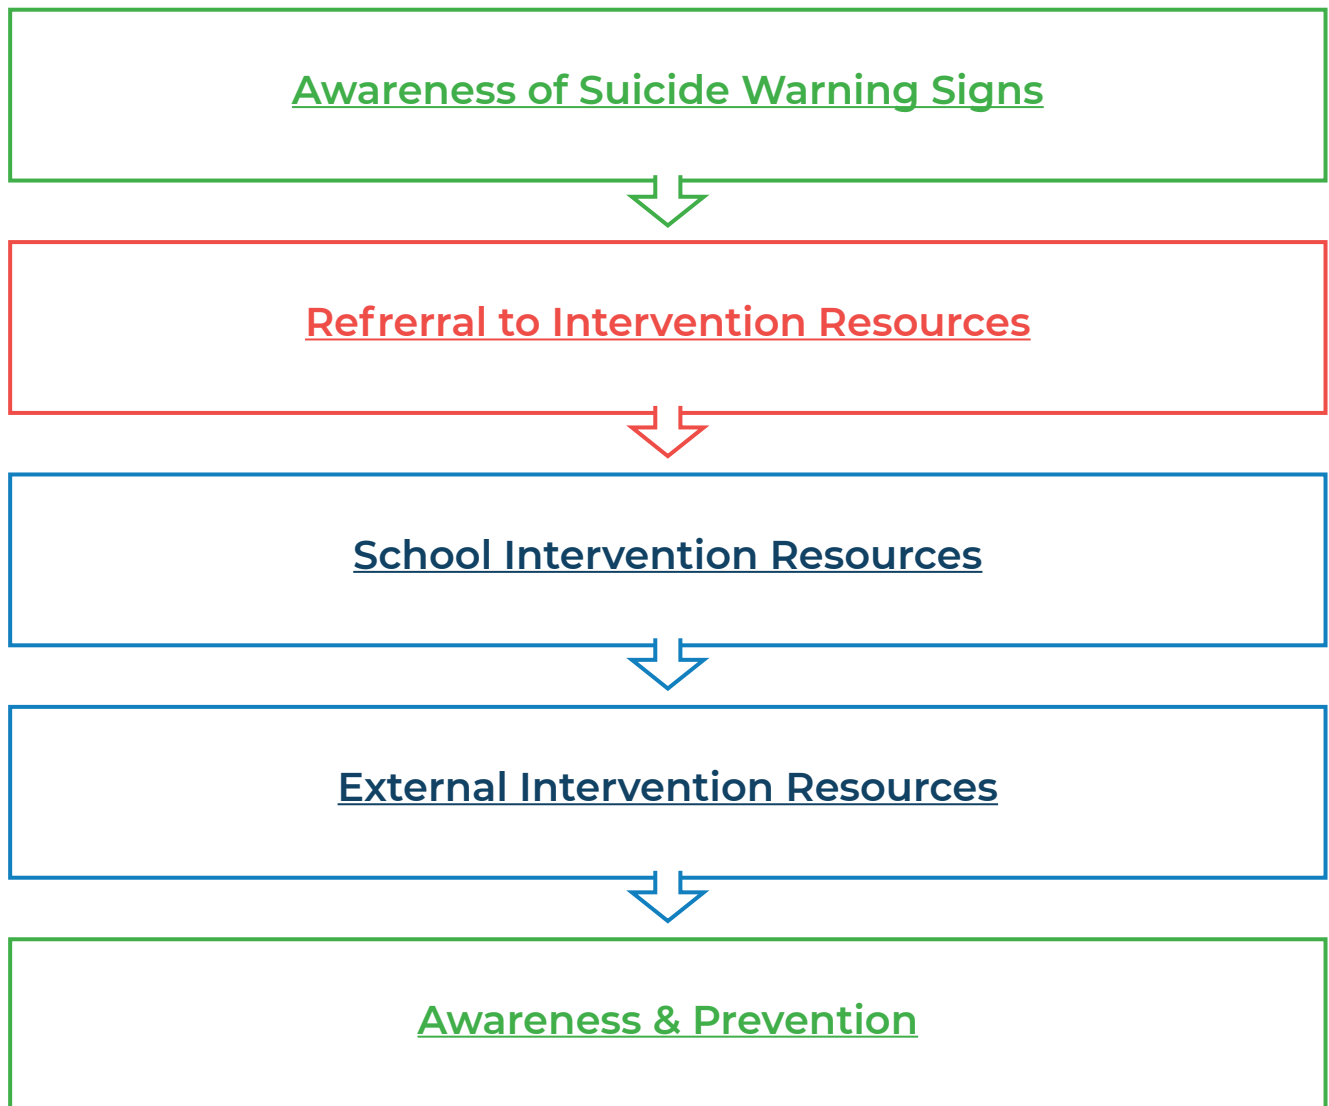 Awareness of Suicide Warning Signs
Refrerral to Intervention Resources
School Intervention Resources
External Intervention Resources
Awareness & Prevention